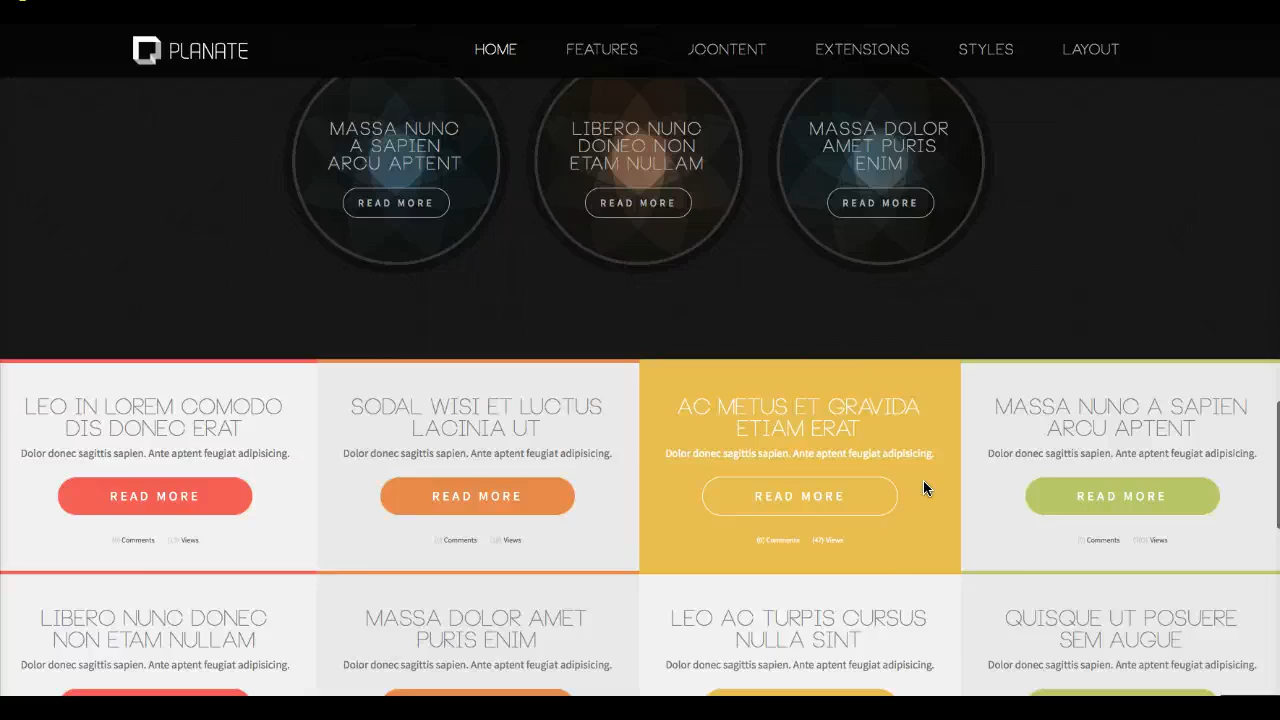 PLANATE
HOME FEATURES JCONTENT EXTENSIONS STYLES LAYOUT
MASSA NUNC
A SAPIEN
ARCU APTENT
READ MORE
LIBERO NUNC
DONEC NON
ETAM NULLAM
READ MORE
MASSA DOLOR
AMET PURIS
ENIM
READ MORE
LEO IN LOREM COMODO
DIS DONEC ERAT
Dolor donec sagittis sapien. Ante aptent feugiat adipisicing.
READ MORE
Comments Views
SODAL WISI ET LUCTUS
LACINIA UT
Dolor donec sagittis sapien. Ante aptent feugiat adipisicing.
READ MORE
Comments Views
AC METUS ET GRAVIDA
ETIAM ERAT
Dolor donec sagittis sapien. Ante aptent feugiat adipisicing.
READ MORE
(0) Comments (47) Views
MASSA NUNC A SAPIEN
ARCU APTENT
Dolor donec sagittis sapien. Ante aptent feugiat adipisicing.
READ MORE
Comments Views
LIBERO NUNC DONEC
NON ETAM NULLAM
Dolor donec sagittis sapien. Ante aptent feugiat adipisicing.
MASSA DOLOR AMET
PURIS ENIM
Dolor donec sagittis sapien. Ante aptent feugiat adipisicing.
LEO AC TURPIS CURSUS
NULLA SINT
Dolor donec sagittis sapien. Ante aptent feugiat adipisicing.
QUISQUE UT POSUERE
SEM AUGUE
Dolor donec sagittis sapien. Ante aptent feugiat adipisicing.